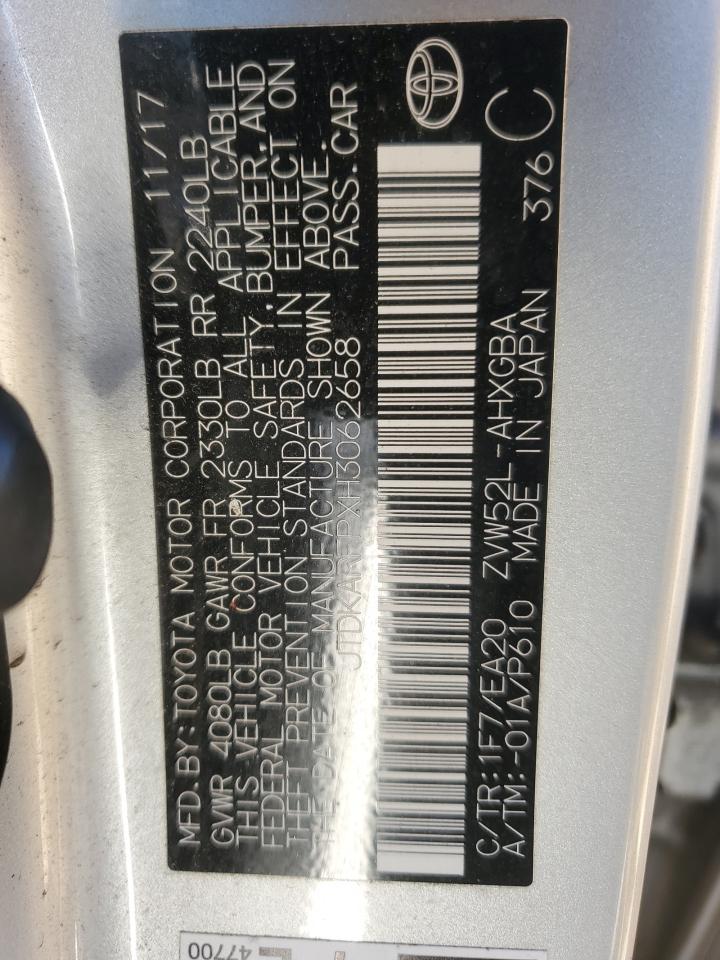 MFD. BY: TOYOTA MOTOR CORPORATION 11/17
GVWR 4080LB GAWR FR 2330LB RR 2240LB
THIS VEHICLE CONFORMS TO ALL APPLICABLE
FEDERAL MOTOR VEHICLE SAFETY, BUMPER, AND
THEFT PREVENTION STANDARDS IN EFFECT ON
THE DATE OF MANUFACTURE SHOWN ABOVE.
JTDKARFPXH3062658 PASS. CAR
C/TR: 1F7/EA20 ZVW52L-AHXGBA 376 C
A/TM: -01A/P610 MADE IN JAPAN
47700